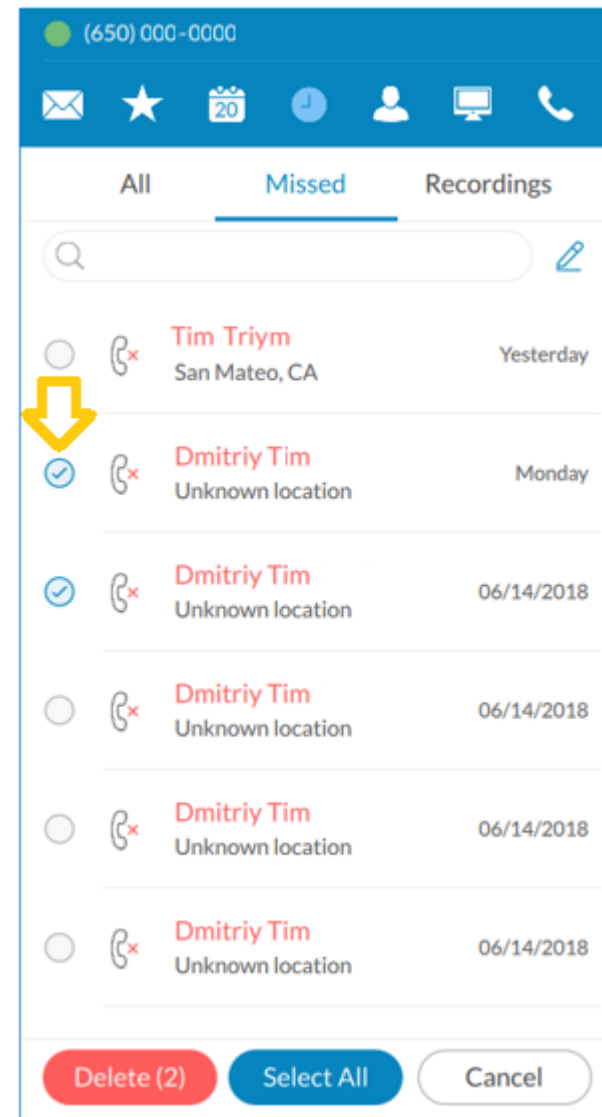 (650) 000-0000
20
All Missed Recordings
Tim Triym
San Mateo, CA
Yesterday
Dmitriy Tim
Unknown location
Monday
Dmitriy Tim
Unknown location
06/14/2018
Dmitriy Tim
Unknown location
06/14/2018
Dmitriy Tim
Unknown location
06/14/2018
Dmitriy Tim
Unknown location
06/14/2018
Delete (2) Select All Cancel